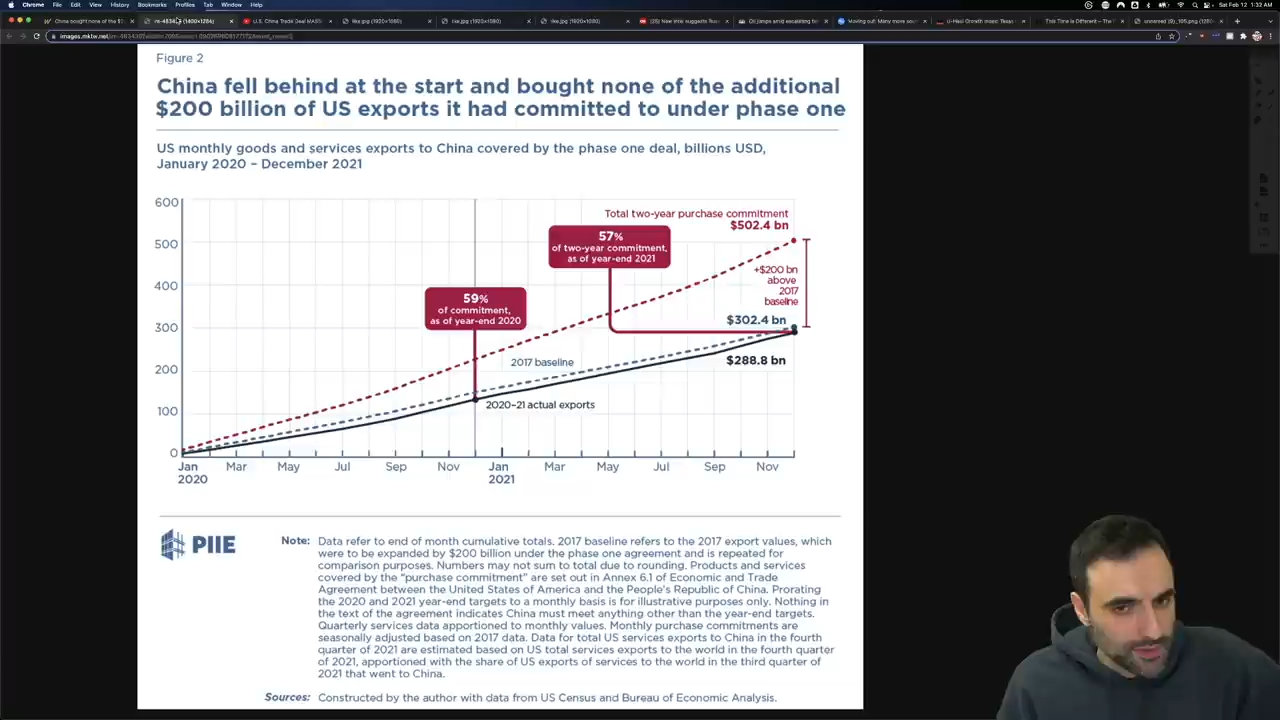 Chrome File Edit View History Bookmarks Profiles Tab Window Help
Sat Feb 12 1:32 AM
Figure 2
China fell behind at the start and bought none of the additional
$200 billion of US exports it had committed to under phase one
US monthly goods and services exports to China covered by the phase one deal, billions USD,
January 2020 – December 2021
600
500
400
300
200
100
0
Total two-year purchase commitment
$502.4 bn
57%
of two-year commitment,
as of year-end 2021
+$200 bn
above
2017
baseline
59%
of commitment,
as of year-end 2020
$302.4 bn
2017 baseline
$288.8 bn
2020–21 actual exports
Jan Mar May Jul Sep Nov Jan Mar May Jul Sep Nov
2020 2021
PIIE
Note: Data refer to end of month cumulative totals. 2017 baseline refers to the 2017 export values, which
were to be expanded by $200 billion under the phase one agreement and is repeated for
comparison purposes. Numbers may not sum to total due to rounding. Products and services
covered by the "purchase commitment" are set out in Annex 6.1 of Economic and Trade
Agreement between the United States of America and the People's Republic of China. Prorating
the 2020 and 2021 year-end targets to a monthly basis is for illustrative purposes only. Nothing in
the text of the agreement indicates China must meet anything other than the year-end targets.
Quarterly services data apportioned to monthly values. Monthly purchase commitments are
seasonally adjusted based on 2017 data. Data for total US services exports to China in the fourth
quarter of 2021 are estimated based on US total services exports to the world in the fourth quarter
of 2021, apportioned with the share of US exports of services to the world in the third quarter of
2021 that went to China.
Sources: Constructed by the author with data from US Census and Bureau of Economic Analysis.